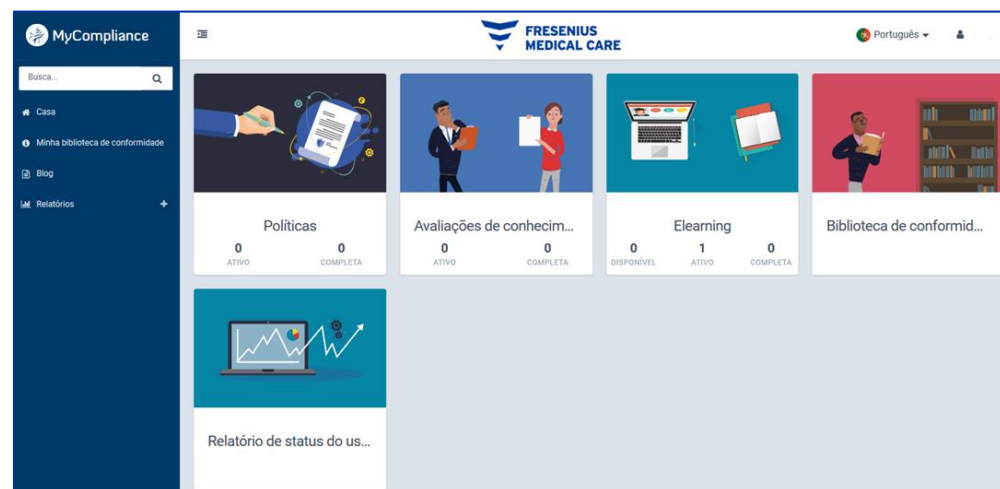 MyCompliance
FRESENIUS
MEDICAL CARE
Português
Busca...
Casa
Minha biblioteca de conformidade
Blog
Relatórios +
Políticas
0 0
ATIVO COMPLETA
Avaliações de conhecim...
0 0
ATIVO COMPLETA
Elearning
0 1 0
DISPONÍVEL ATIVO COMPLETA
Biblioteca de conformid...
Relatório de status do us...